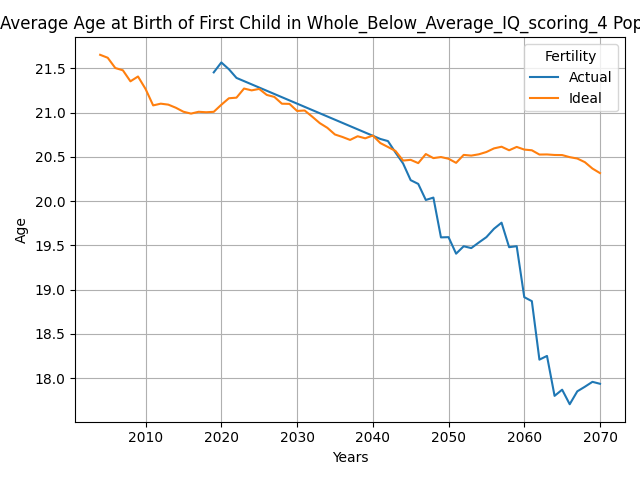 Average Age at Birth of First Child in Whole_Below_Average_IQ_scoring_4 Pop
Fertility
Actual
Ideal
21.5
21.0
20.5
20.0
19.5
19.0
18.5
18.0
Age
2010 2020 2030 2040 2050 2060 2070
Years